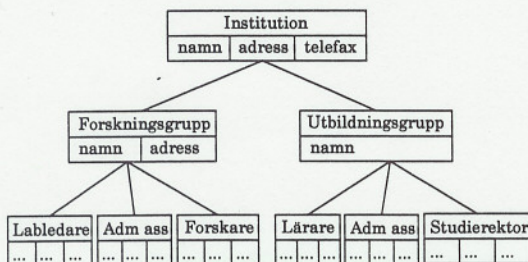 Institution
namn adress telefax
Forskningsgrupp Utbildningsgrupp
namn adress namn
Labledare Adm ass Forskare Lärare Adm ass Studierektor
... ... ... ... ... ... ... ... ... ... ... ... ... ... ... ... ... ...